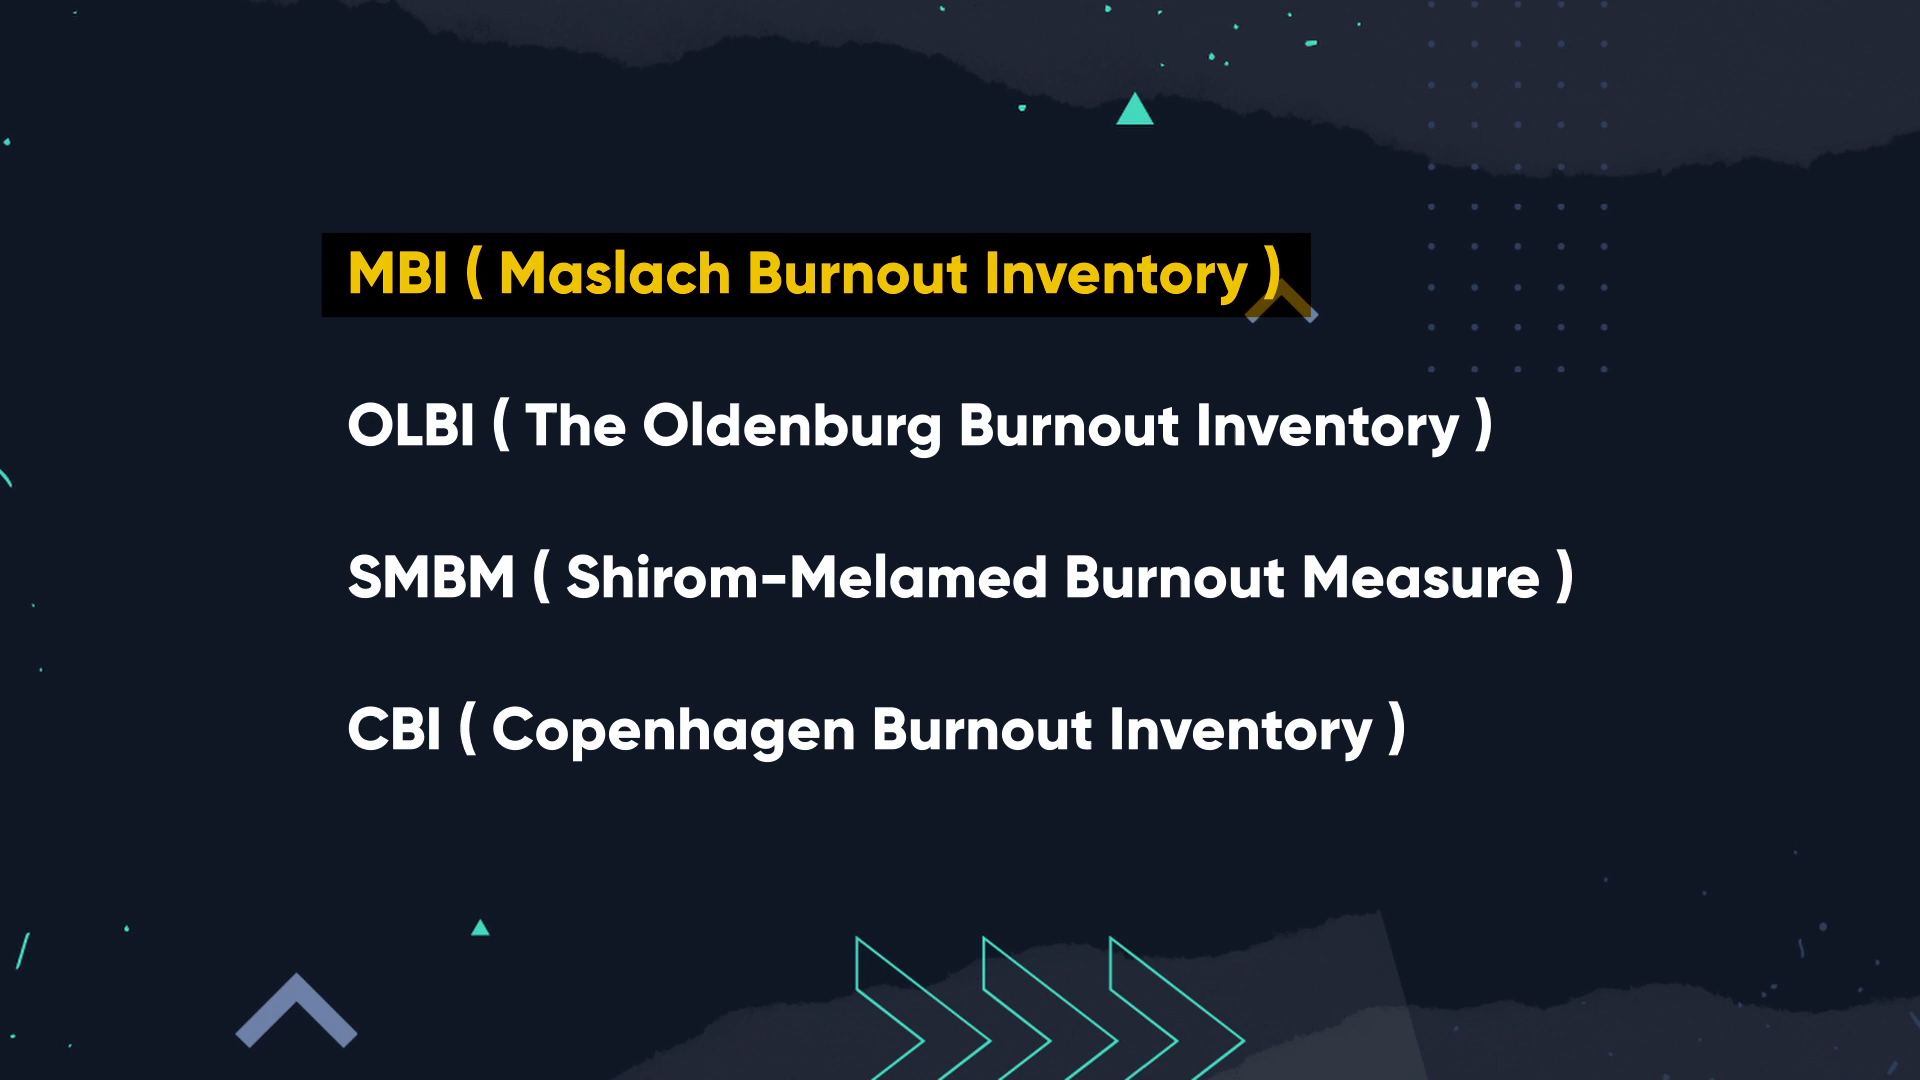 MBI ( Maslach Burnout Inventory )
OLBI ( The Oldenburg Burnout Inventory )
SMBM ( Shirom-Melamed Burnout Measure )
CBI ( Copenhagen Burnout Inventory )